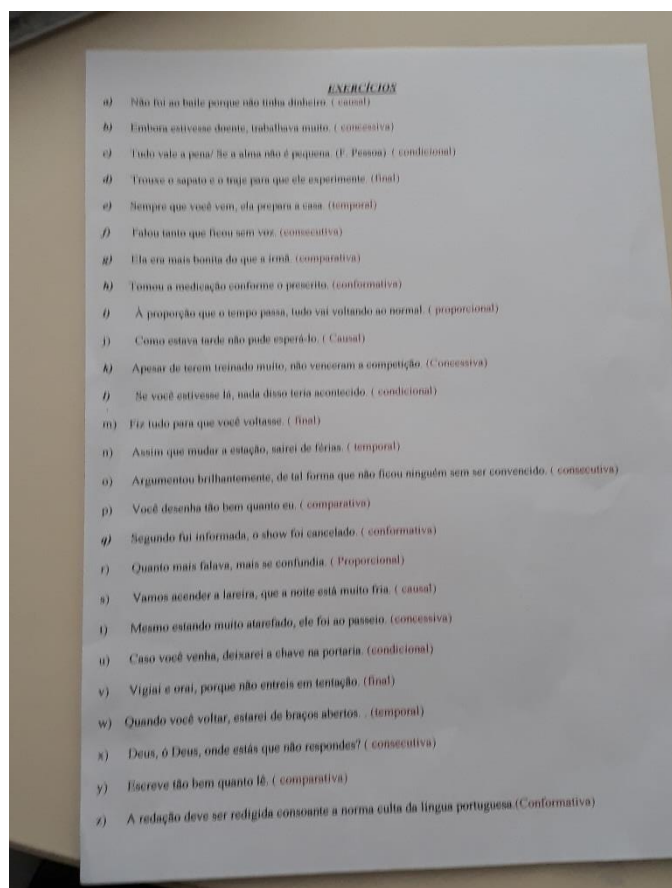 EXERCÍCIOS
a) Não foi ao baile porque não tinha dinheiro. ( causal)
b) Embora estivesse doente, trabalhava muito. ( concessiva)
c) Tudo vale a pena/ Se a alma não é pequena. (F. Pessoa) ( condicional)
d) Trouxe o sapato e o traje para que ele experimente. (final)
e) Sempre que você vem, ela prepara a casa. (temporal)
f) Falou tanto que ficou sem voz. (consecutiva)
g) Ela era mais bonita do que a irmã. (comparativa)
h) Tomou a medicação conforme o prescrito. (conformativa)
i) À proporção que o tempo passa, tudo vai voltando ao normal. ( proporcional)
j) Como estava tarde não pude esperá-lo. ( Causal)
k) Apesar de terem treinado muito, não venceram a competição. (Concessiva)
l) Se você estivesse lá, nada disso teria acontecido. ( condicional)
m) Fiz tudo para que você voltasse. ( final)
n) Assim que mudar a estação, sairei de férias. ( temporal)
o) Argumentou brilhantemente, de tal forma que não ficou ninguém sem ser convencido. ( consecutiva)
p) Você desenha tão bem quanto eu. ( comparativa)
q) Segundo fui informada, o show foi cancelado. ( conformativa)
r) Quanto mais falava, mais se confundia. ( Proporcional)
s) Vamos acender a lareira, que a noite está muito fria. ( causal)
t) Mesmo estando muito atarefado, ele foi ao passeio. (concessiva)
u) Caso você venha, deixarei a chave na portaria. (condicional)
v) Vigiai e orai, porque não entreis em tentação. (final)
w) Quando você voltar, estarei de braços abertos. . (temporal)
x) Deus, ó Deus, onde estás que não respondes? ( consecutiva)
y) Escreve tão bem quanto lê. ( comparativa)
z) A redação deve ser redigida consoante a norma culta da língua portuguesa.(Conformativa)